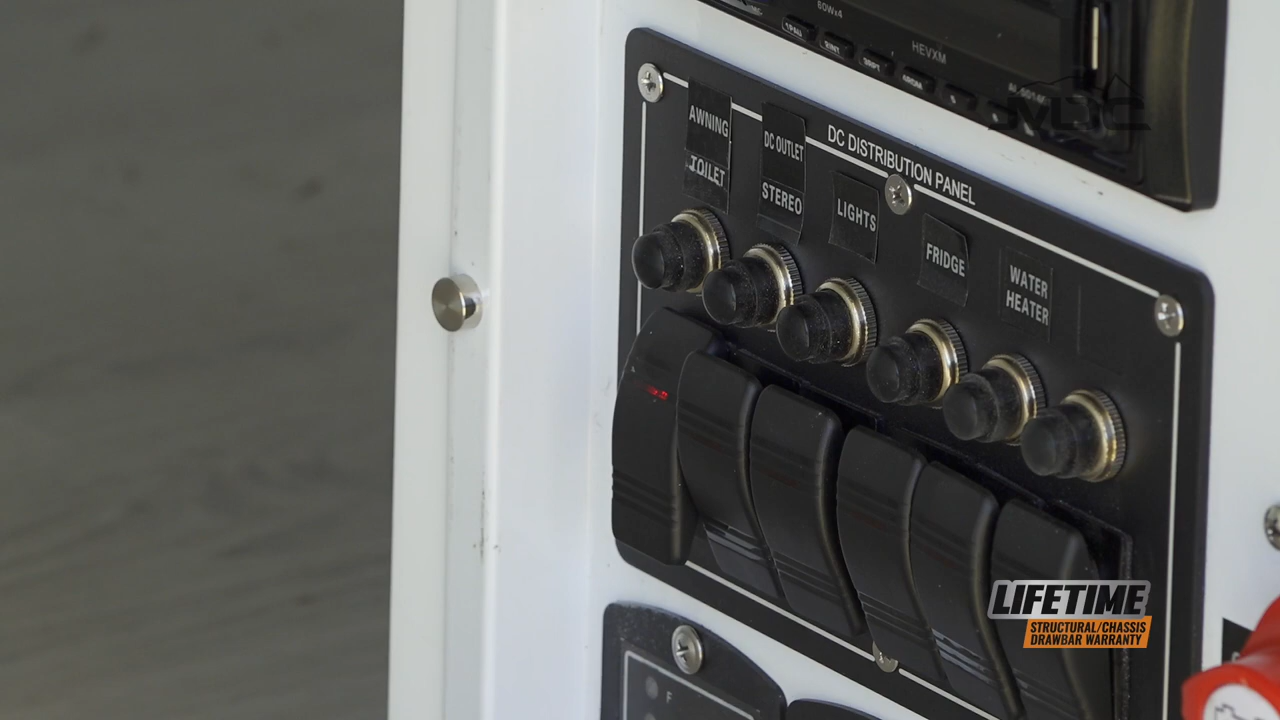 60Wx4
HEVXM
MDC
DC DISTRIBUTION PANEL
AWNING
TOILET
DC OUTLET
STEREO
LIGHTS
FRIDGE
WATER
HEATER
LIFETIME
STRUCTURAL/CHASSIS
DRAWBAR WARRANTY
F